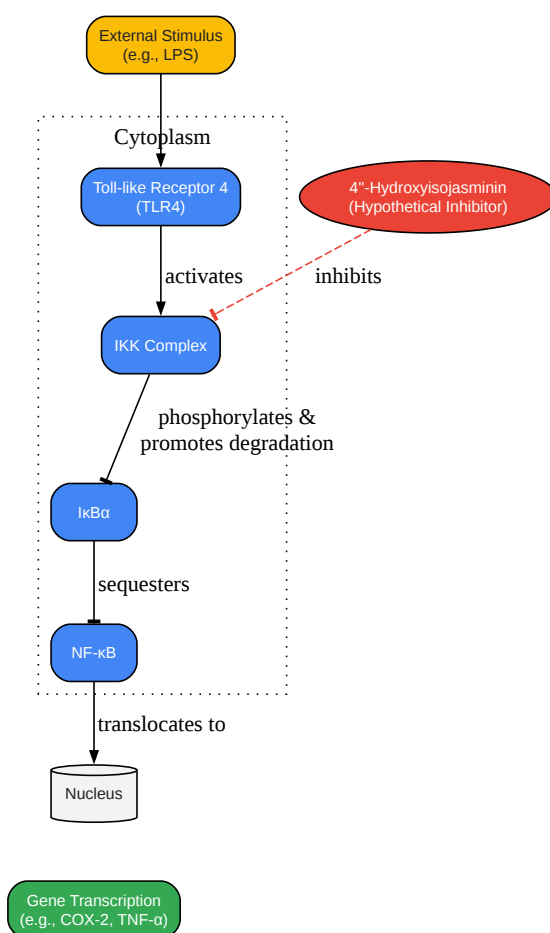 External Stimulus
(e.g., LPS)
Cytoplasm
Toll-like Receptor 4
(TLR4)
4"-Hydroxyisojasminin
(Hypothetical Inhibitor)
activates
inhibits
IKK Complex
phosphorylates &
promotes degradation
IκBα
sequesters
NF-κB
translocates to
Nucleus
Gene Transcription
(e.g., COX-2, TNF-α)